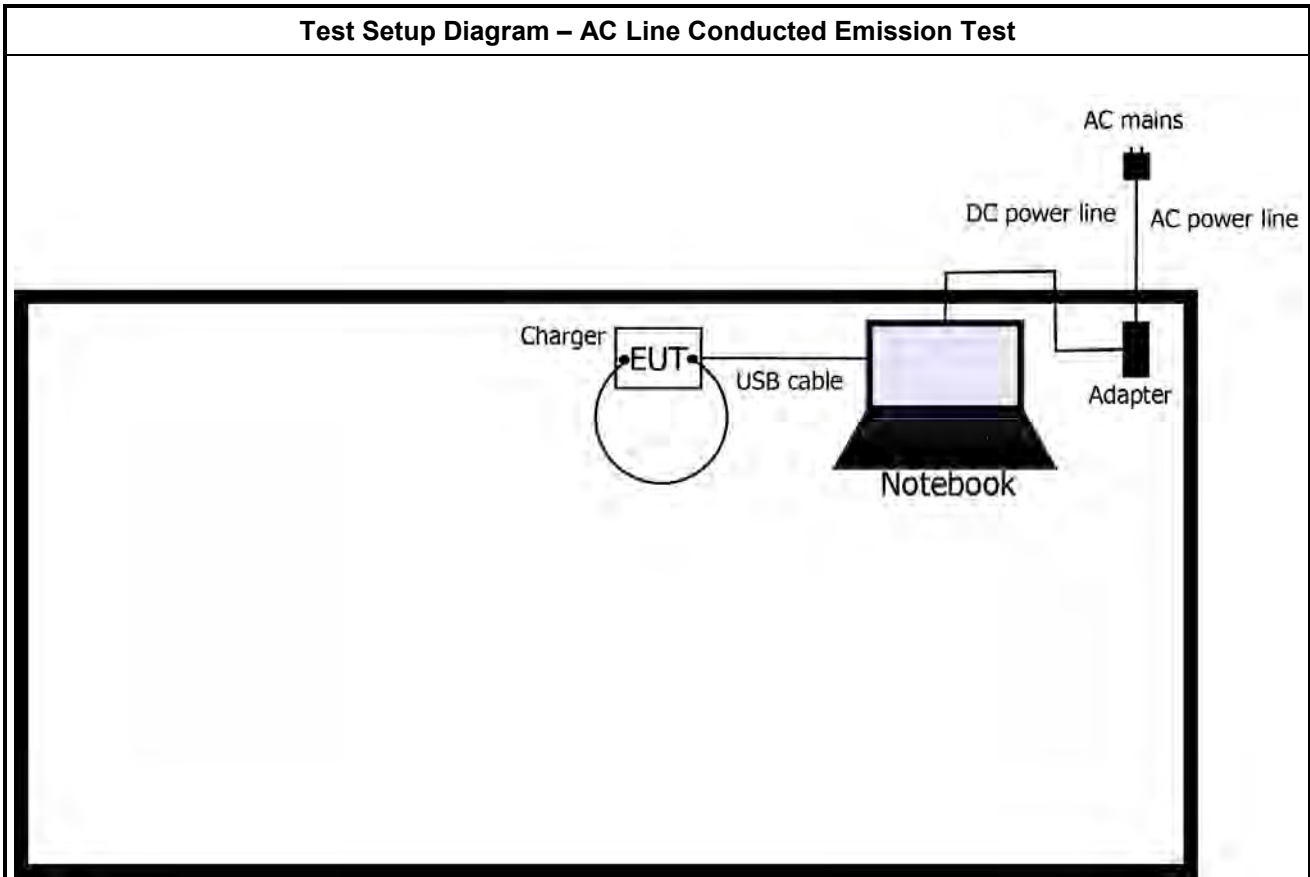 Test Setup Diagram – AC Line Conducted Emission Test
AC mains
DC power line
AC power line
Charger
EUT
USB cable
Adapter
Notebook